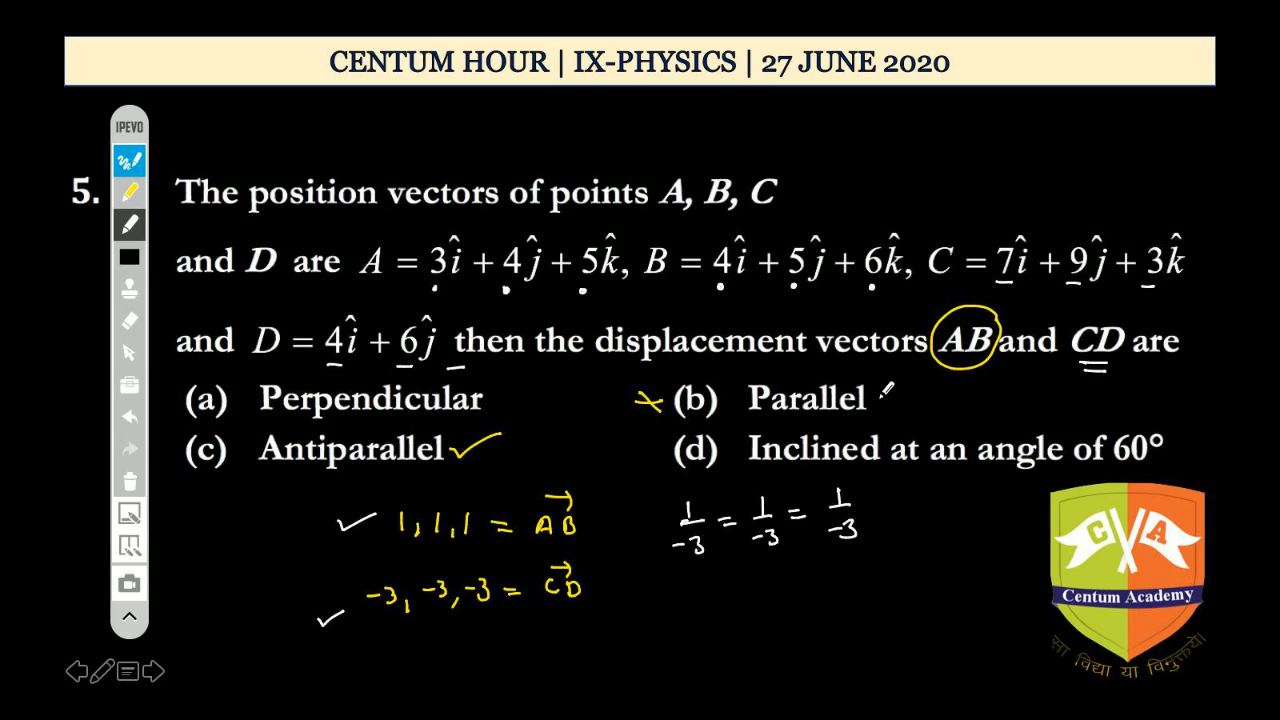 CENTUM HOUR | IX-PHYSICS | 27 JUNE 2020
IPEVO
5. The position vectors of points A, B, C
and D are A = 3î + 4ĵ + 5k̂, B = 4î + 5ĵ + 6k̂, C = 7î + 9ĵ + 3k̂
and D = 4î + 6ĵ then the displacement vectors AB and CD are
(a) Perpendicular (b) Parallel
(c) Antiparallel (d) Inclined at an angle of 60°
1, 1, 1 = A⃗B⃗
-3, -3, -3 = C⃗D⃗
1/-3 = 1/-3 = 1/-3
C A
Centum Academy
सा विद्या या विमुक्तये।